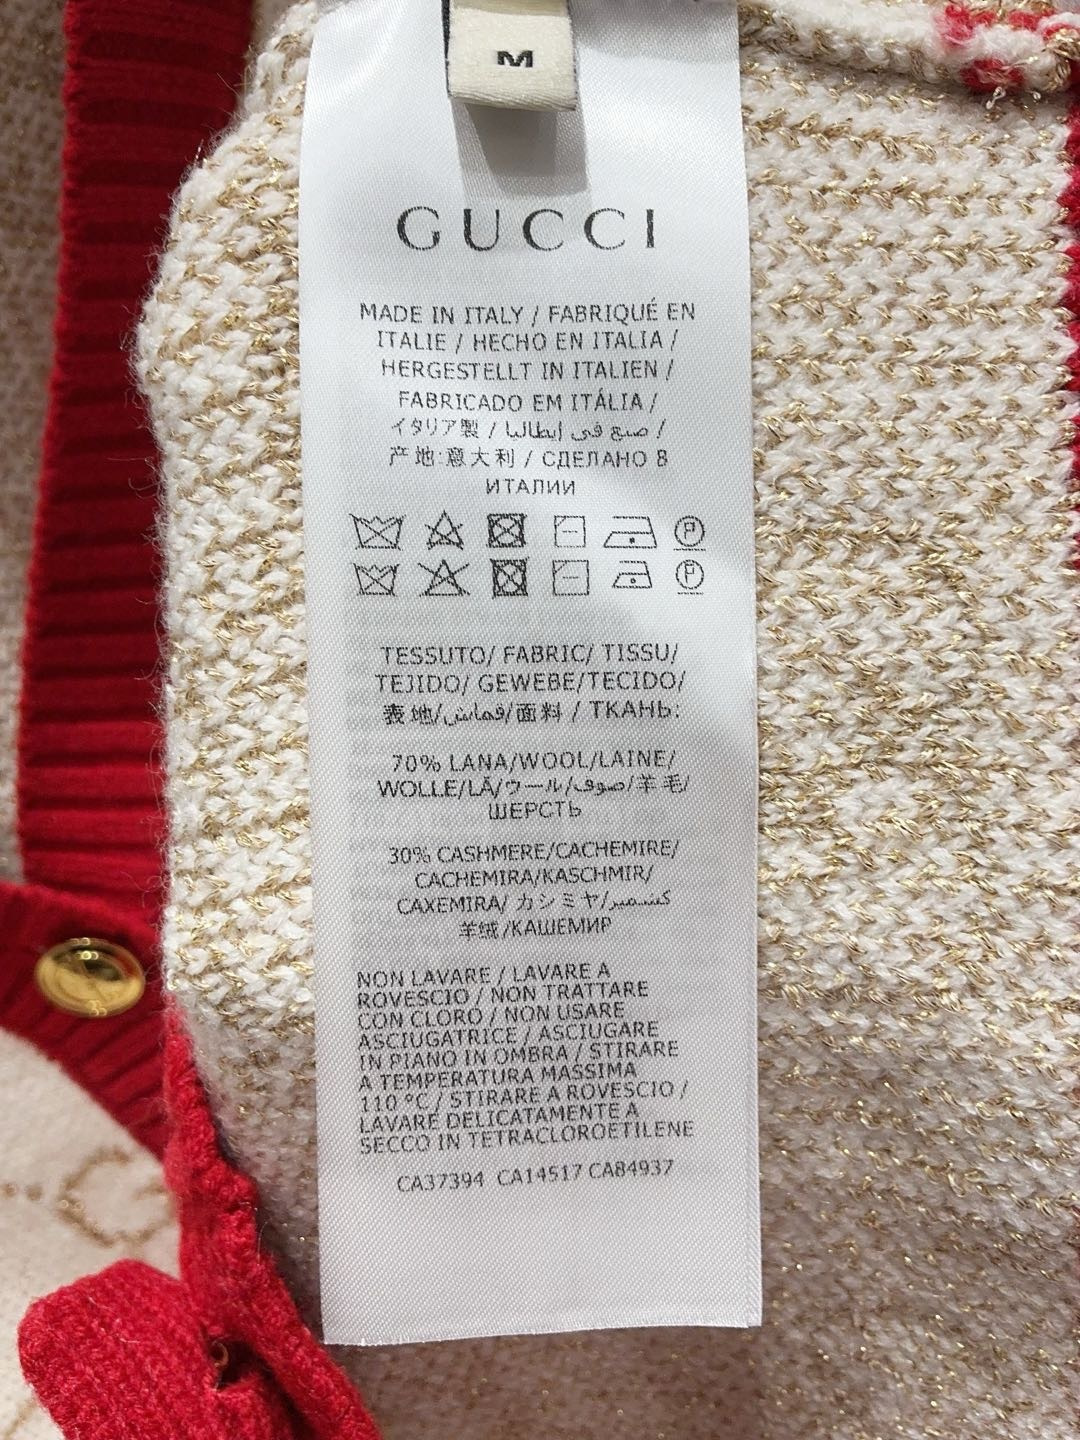 M
GUCCI
MADE IN ITALY / FABRIQUÉ EN
ITALIE / HECHO EN ITALIA /
HERGESTELLT IN ITALIEN /
FABRICADO EM ITÁLIA /
イタリア製 / صنع في إيطاليا /
产地:意大利 / СДЕЛАНО В
ИТАЛИИ
P
P
TESSUTO/ FABRIC/ TISSU/
TEJIDO/ GEWEBE/TECIDO/
表地/قماش/面料 / ТКАНЬ:
70% LANA/WOOL/LAINE/
WOLLE/LÃ/ウール/صوف/羊毛/
ШЕРСТЬ
30% CASHMERE/CACHEMIRE/
CACHEMIRA/KASCHMIR/
CAXEMIRA/ カシミヤ/كشمير/
羊绒/КАШЕМИР
NON LAVARE / LAVARE A
ROVESCIO / NON TRATTARE
CON CLORO / NON USARE
ASCIUGATRICE / ASCIUGARE
IN PIANO IN OMBRA / STIRARE
A TEMPERATURA MASSIMA
110 °C / STIRARE A ROVESCIO /
LAVARE DELICATAMENTE A
SECCO IN TETRACLOROETILENE
CA37394 CA14517 CA84937